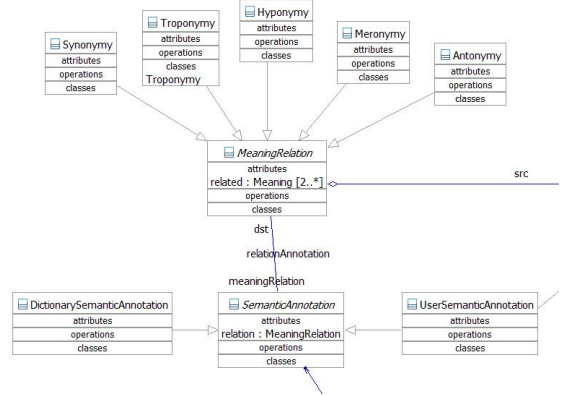 Synonymy
attributes
operations
classes
Troponymy
attributes
operations
classes
Troponymy
Hyponymy
attributes
operations
classes
Meronymy
attributes
operations
classes
Antonymy
attributes
operations
classes
MeaningRelation
attributes
related : Meaning [2..*]
operations
classes
src
dst
relationAnnotation
meaningRelation
DictionarySemanticAnnotation
attributes
operations
classes
SemanticAnnotation
attributes
relation : MeaningRelation
operations
classes
UserSemanticAnnotation
attributes
operations
classes